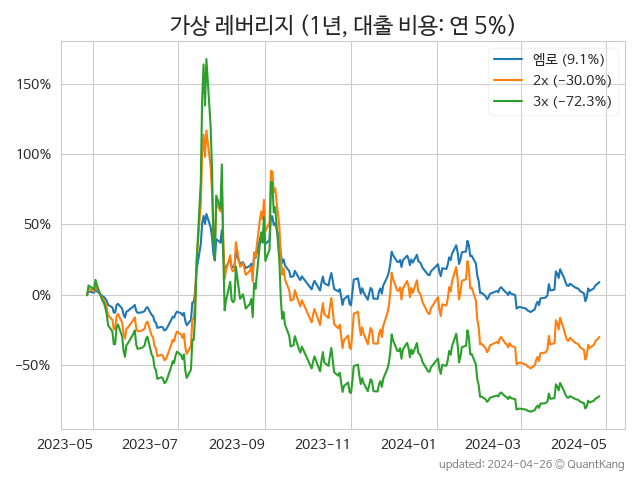 가상 레버리지 (1년, 대출 비용: 연 5%)
엠로 (9.1%)
2x (−30.0%)
3x (−72.3%)
150%
100%
50%
0%
−50%
2023-05 2023-07 2023-09 2023-11 2024-01 2024-03 2024-05
updated: 2024-04-26 © QuantKang